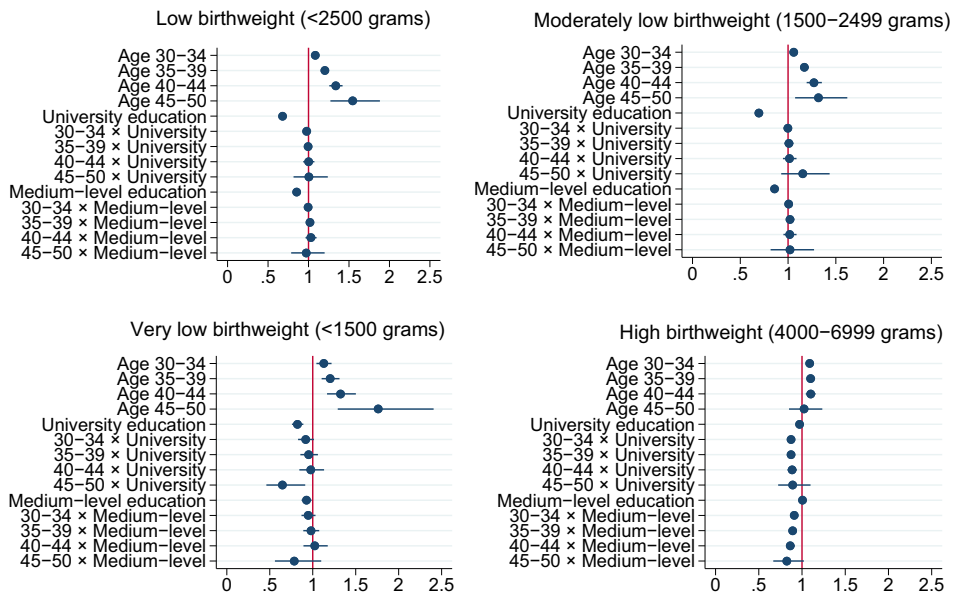 Low birthweight (<2500 grams)
Age 30−34
Age 35−39
Age 40−44
Age 45−50
University education
30−34 × University
35−39 × University
40−44 × University
45−50 × University
Medium−level education
30−34 × Medium−level
35−39 × Medium−level
40−44 × Medium−level
45−50 × Medium−level
0 .5 1 1.5 2 2.5
Moderately low birthweight (1500−2499 grams)
Age 30−34
Age 35−39
Age 40−44
Age 45−50
University education
30−34 × University
35−39 × University
40−44 × University
45−50 × University
Medium−level education
30−34 × Medium−level
35−39 × Medium−level
40−44 × Medium−level
45−50 × Medium−level
0 .5 1 1.5 2 2.5
Very low birthweight (<1500 grams)
Age 30−34
Age 35−39
Age 40−44
Age 45−50
University education
30−34 × University
35−39 × University
40−44 × University
45−50 × University
Medium−level education
30−34 × Medium−level
35−39 × Medium−level
40−44 × Medium−level
45−50 × Medium−level
0 .5 1 1.5 2 2.5
High birthweight (4000−6999 grams)
Age 30−34
Age 35−39
Age 40−44
Age 45−50
University education
30−34 × University
35−39 × University
40−44 × University
45−50 × University
Medium−level education
30−34 × Medium−level
35−39 × Medium−level
40−44 × Medium−level
45−50 × Medium−level
0 .5 1 1.5 2 2.5